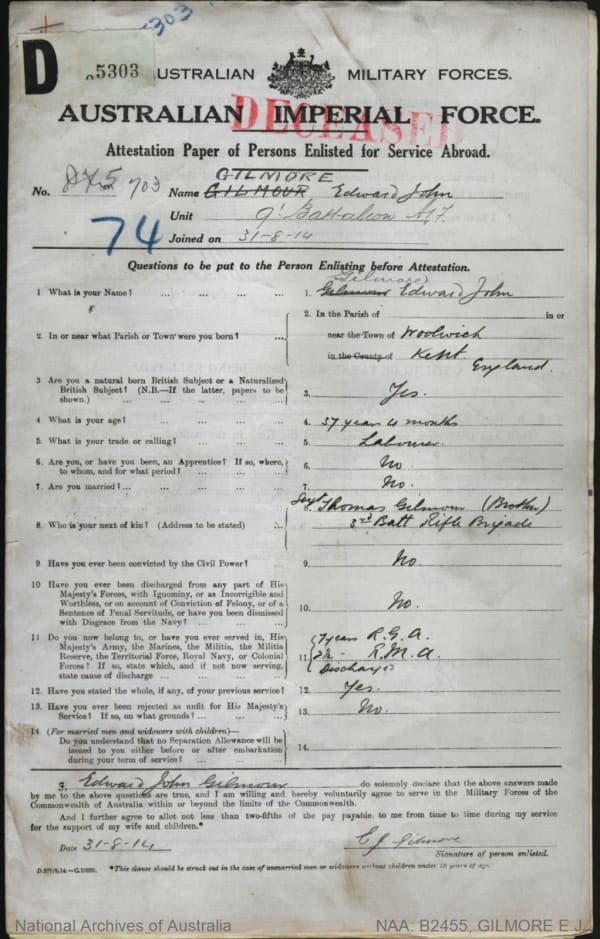 D
5303
303
AUSTRALIAN MILITARY FORCES.
AUSTRALIAN IMPERIAL FORCE.
DECEASED
Attestation Paper of Persons Enlisted for Service Abroad.
GILMORE
No. 703 Name GILMOUR Edward John
74
Unit 9' Battalion A.I.F.
Joined on 31-8-14
Questions to be put to the Person Enlisting before Attestation.
1 What is your Name? ... ... ... ...
Gilmore
1. Gilmour Edward John
2. In or near what Parish or Town were you born? ... ...
2. In the Parish of in or
near the Town of Woolwich
in the County of Kent.
England.
3 Are you a natural born British Subject or a Naturalized British Subject? (N.B.—If the latter, papers to be shown.) ... ... ... ... ...
3. Yes.
4. What is your age? ... ... ... ...
4. 37 years 4 months
5. What is your trade or calling? ... ... ...
5. Labourer.
6. Are you, or have you been, an Apprentice? If so, where, to whom, and for what period? ... ... ...
6. No.
7. Are you married? ... ... ... ... ...
7. No.
8. Who is your next of kin? (Address to be stated) ...
8. Sergt Thomas Gilmour (Brother)
3rd Batt Rifle Brigade
9 Have you ever been convicted by the Civil Power? ...
9. No.
10 Have you ever been discharged from any part of His
Majesty's Forces, with Ignominy, or as Incorrigible and
Worthless, or on account of Conviction of Felony, or of a
Sentence of Penal Servitude, or have you been dismissed
with Disgrace from the Navy? ... ... ...
10. No.
11 Do you now belong to, or have you ever served in, His
Majesty's Army, the Marines, the Militia, the Militia
Reserve, the Territorial Force, Royal Navy, or Colonial
Forces? If so, state which, and if not now serving,
state cause of discharge ... ... ... ...
11. 7 years R.G.A.
R.M.A.
Discharged
12. Have you stated the whole, if any, of your previous service?
12. Yes.
13. Have you ever been rejected as unfit for His Majesty's
Service? If so, on what grounds? ... ... ...
13. No.
14 (For married men and widowers with children)—
Do you understand that no Separation Allowance will be
issued to you either before or after embarkation
during your term of service? ... ... ...
14.
I, Edward John Gilmour do solemnly declare that the above answers made
by me to the above questions are true, and I am willing and hereby voluntarily agree to serve in the Military Forces of the
Commonwealth of Australia within or beyond the limits of the Commonwealth.
And I further agree to allot not less than two-fifths of the pay payable to me from time to time during my service
for the support of my wife and children.*
Date 31-8-14
E J Gilmore
Signature of person enlisted.
*This clause should be struck out in the case of unmarried men or widowers without children under 18 years of age.
National Archives of Australia
NAA: B2455, GILMORE E J